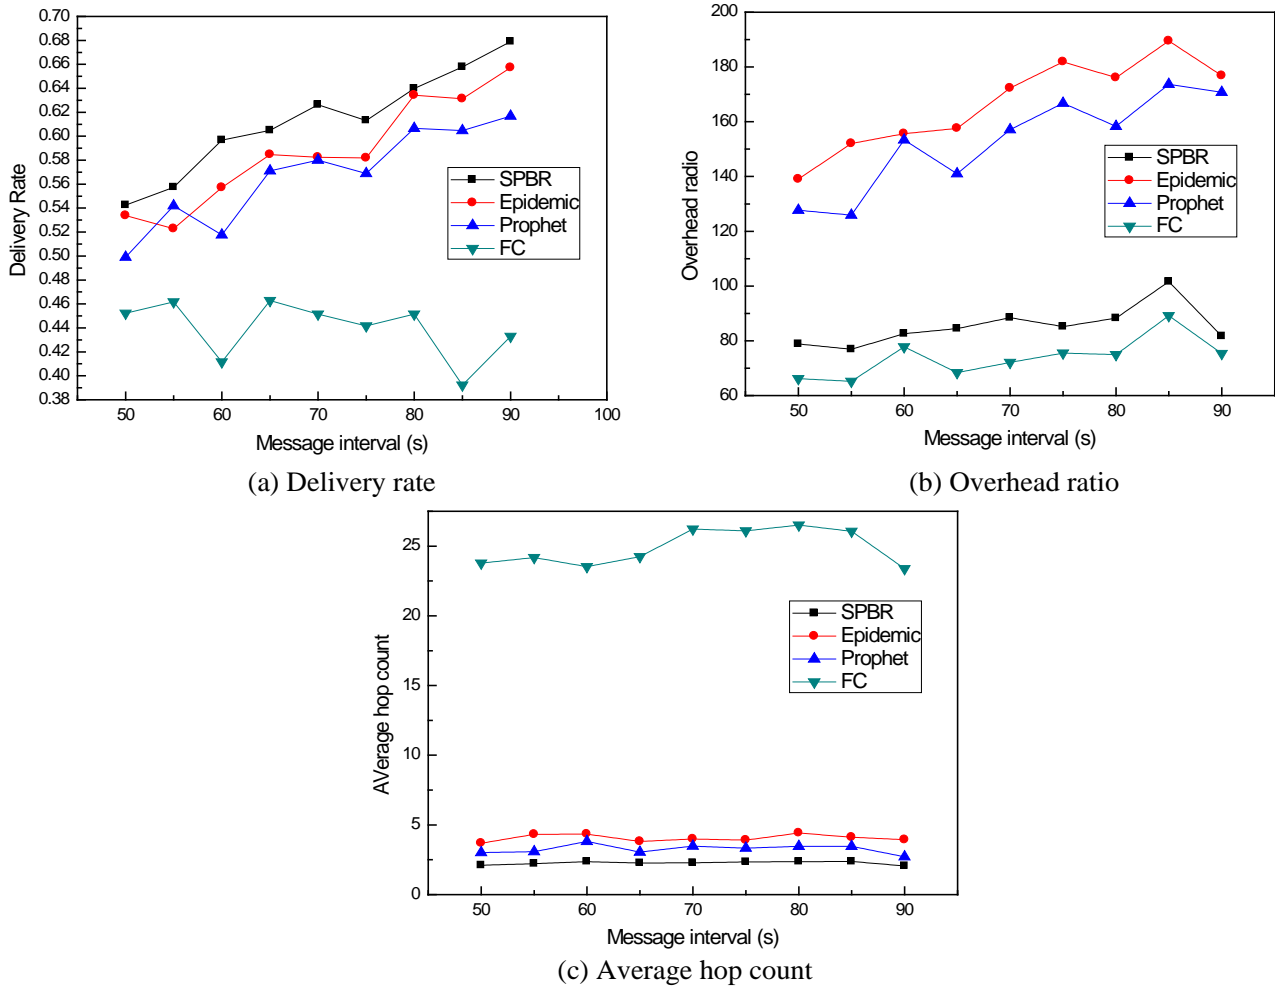 0.70
0.68
0.66
0.64
0.62
0.60
0.58
0.56
0.54
0.52
0.50
0.48
0.46
0.44
0.42
0.40
0.38
Delivery Rate
SPBR
Epidemic
Prophet
FC
50 60 70 80 90 100
Message interval (s)
(a) Delivery rate
200
180
160
140
120
100
80
60
Overhead radio
SPBR
Epidemic
Prophet
FC
50 60 70 80 90
Message interval (s)
(b) Overhead ratio
25
20
15
10
5
0
AVerage hop count
SPBR
Epidemic
Prophet
FC
50 60 70 80 90
Message interval (s)
(c) Average hop count